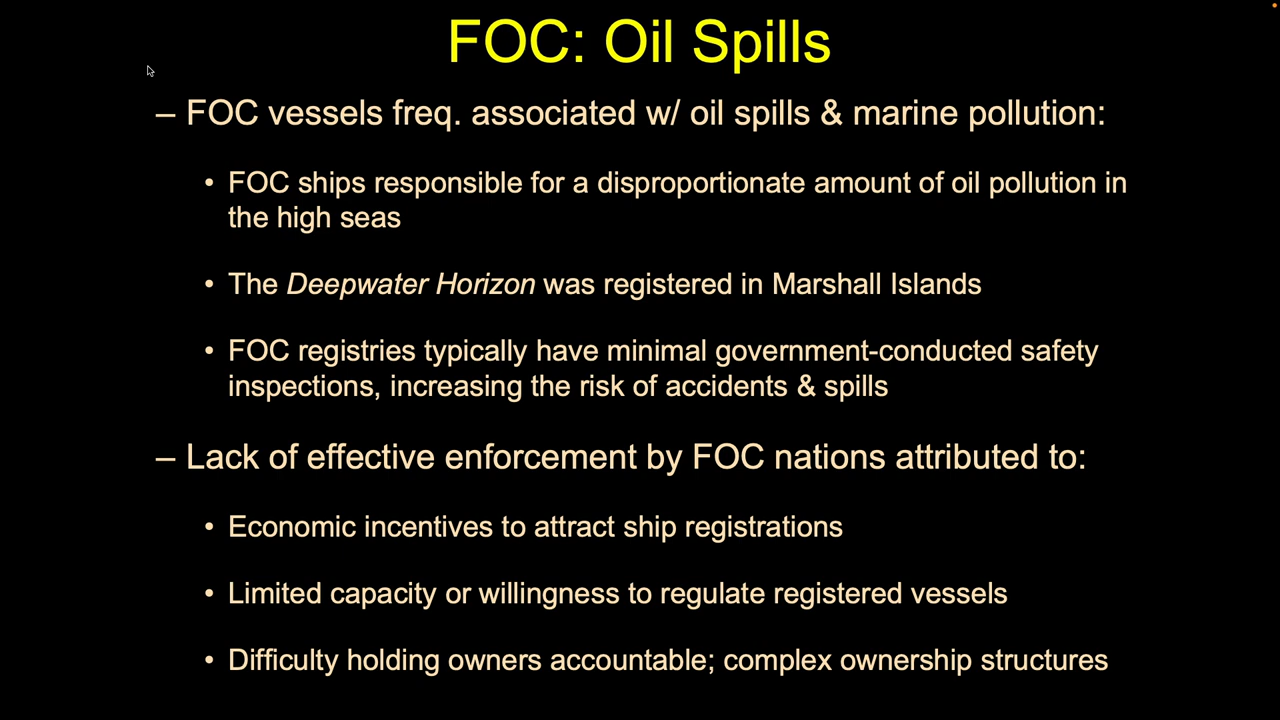 FOC: Oil Spills
– FOC vessels freq. associated w/ oil spills & marine pollution:
• FOC ships responsible for a disproportionate amount of oil pollution in
the high seas
• The Deepwater Horizon was registered in Marshall Islands
• FOC registries typically have minimal government-conducted safety
inspections, increasing the risk of accidents & spills
– Lack of effective enforcement by FOC nations attributed to:
• Economic incentives to attract ship registrations
• Limited capacity or willingness to regulate registered vessels
• Difficulty holding owners accountable; complex ownership structures